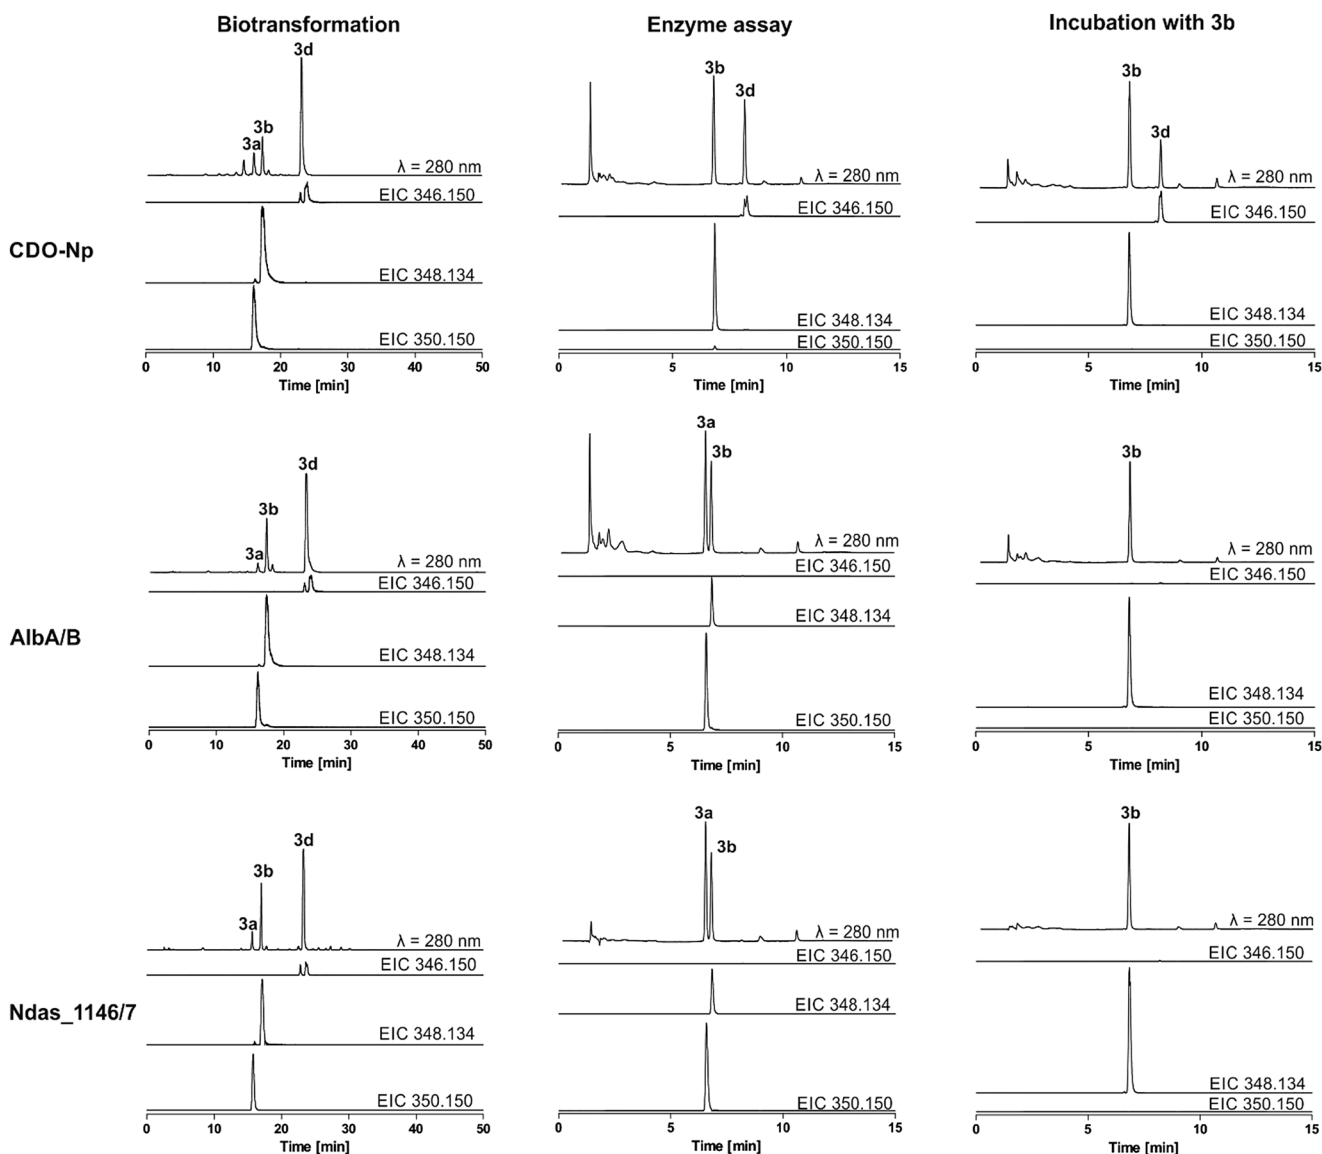 Biotransformation
Enzyme assay
Incubation with 3b
CDO-Np
3d
3b
3a
λ = 280 nm
EIC 346.150
EIC 348.134
EIC 350.150
0 10 20 30 40 50
Time [min]
3b
3d
λ = 280 nm
EIC 346.150
EIC 348.134
EIC 350.150
0 5 10 15
Time [min]
3b
3d
λ = 280 nm
EIC 346.150
EIC 348.134
EIC 350.150
0 5 10 15
Time [min]
AlbA/B
3d
3b
3a
λ = 280 nm
EIC 346.150
EIC 348.134
EIC 350.150
0 10 20 30 40 50
Time [min]
3a
3b
λ = 280 nm
EIC 346.150
EIC 348.134
EIC 350.150
0 5 10 15
Time [min]
3b
λ = 280 nm
EIC 346.150
EIC 348.134
EIC 350.150
0 5 10 15
Time [min]
Ndas_1146/7
3d
3b
3a
λ = 280 nm
EIC 346.150
EIC 348.134
EIC 350.150
0 10 20 30 40 50
Time [min]
3a
3b
λ = 280 nm
EIC 346.150
EIC 348.134
EIC 350.150
0 5 10 15
Time [min]
3b
λ = 280 nm
EIC 346.150
EIC 348.134
EIC 350.150
0 5 10 15
Time [min]